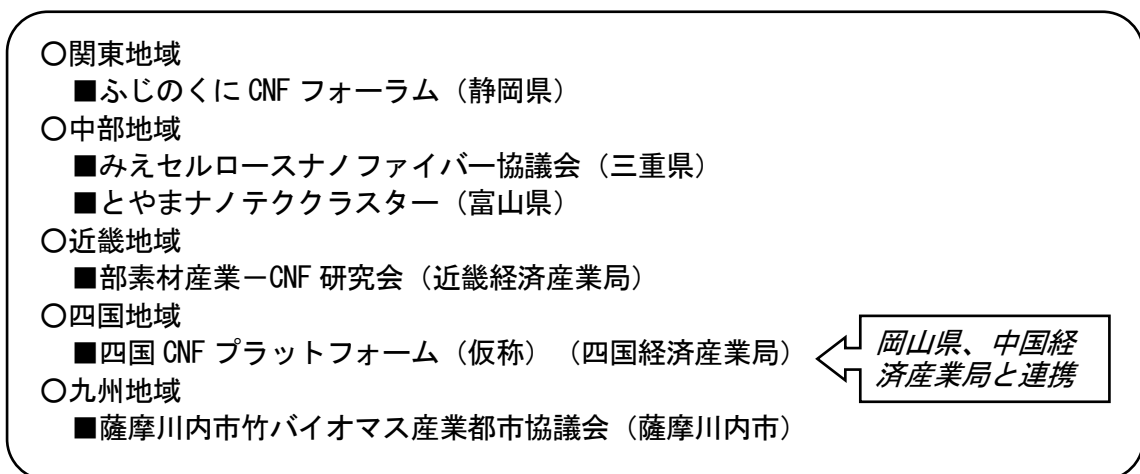 ○関東地域
■ふじのくに CNF フォーラム（静岡県）
○中部地域
■みえセルロースナノファイバー協議会（三重県）
■とやまナノテククラスター（富山県）
○近畿地域
■部素材産業－CNF 研究会（近畿経済産業局）
○四国地域
■四国 CNF プラットフォーム（仮称）（四国経済産業局）
岡山県、中国経
済産業局と連携
○九州地域
■薩摩川内市竹バイオマス産業都市協議会（薩摩川内市）